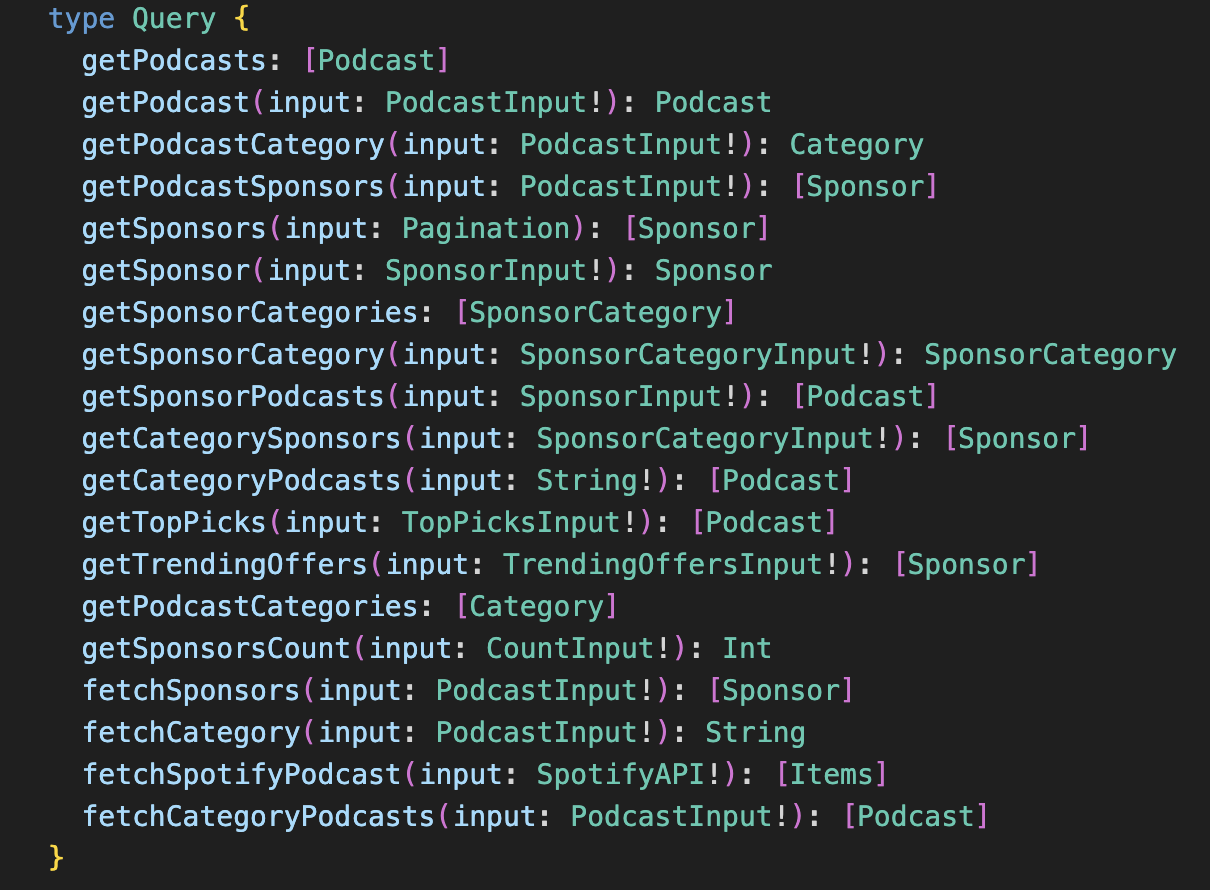 type Query {
getPodcasts: [Podcast]
getPodcast(input: PodcastInput!): Podcast
getPodcastCategory(input: PodcastInput!): Category
getPodcastSponsors(input: PodcastInput!): [Sponsor]
getSponsors(input: Pagination): [Sponsor]
getSponsor(input: SponsorInput!): Sponsor
getSponsorCategories: [SponsorCategory]
getSponsorCategory(input: SponsorCategoryInput!): SponsorCategory
getSponsorPodcasts(input: SponsorInput!): [Podcast]
getCategorySponsors(input: SponsorCategoryInput!): [Sponsor]
getCategoryPodcasts(input: String!): [Podcast]
getTopPicks(input: TopPicksInput!): [Podcast]
getTrendingOffers(input: TrendingOffersInput!): [Sponsor]
getPodcastCategories: [Category]
getSponsorsCount(input: CountInput!): Int
fetchSponsors(input: PodcastInput!): [Sponsor]
fetchCategory(input: PodcastInput!): String
fetchSpotifyPodcast(input: SpotifyAPI!): [Items]
fetchCategoryPodcasts(input: PodcastInput!): [Podcast]
}